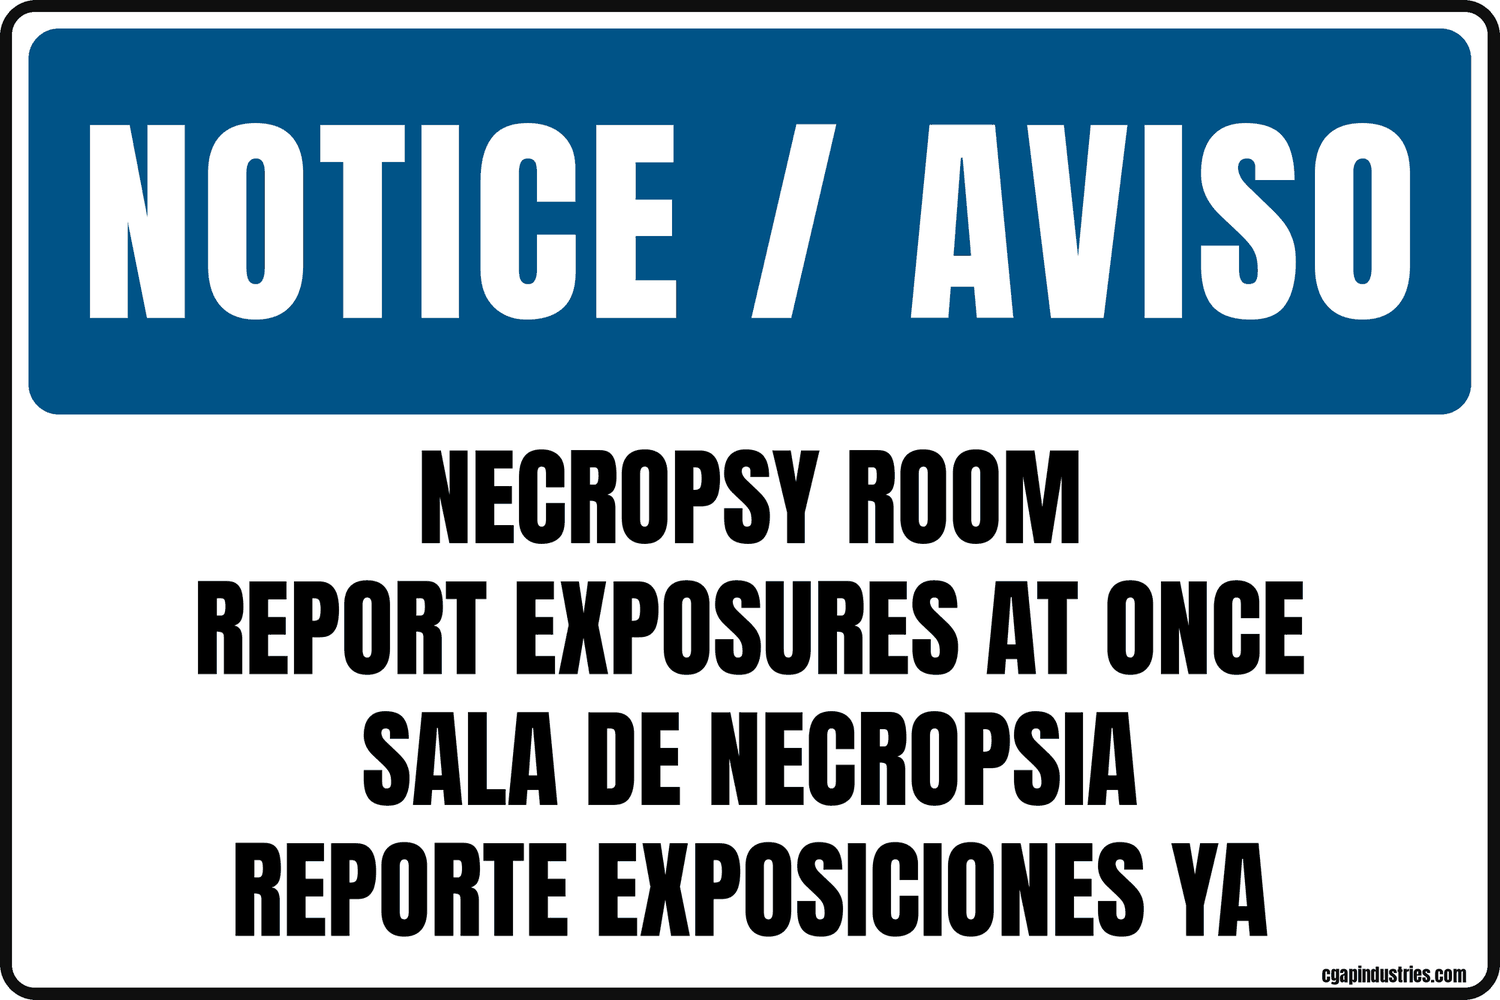 NOTICE / AVISO
NECROPSY ROOM
REPORT EXPOSURES AT ONCE
SALA DE NECROPSIA
REPORTE EXPOSICIONES YA
cgapindustries.com